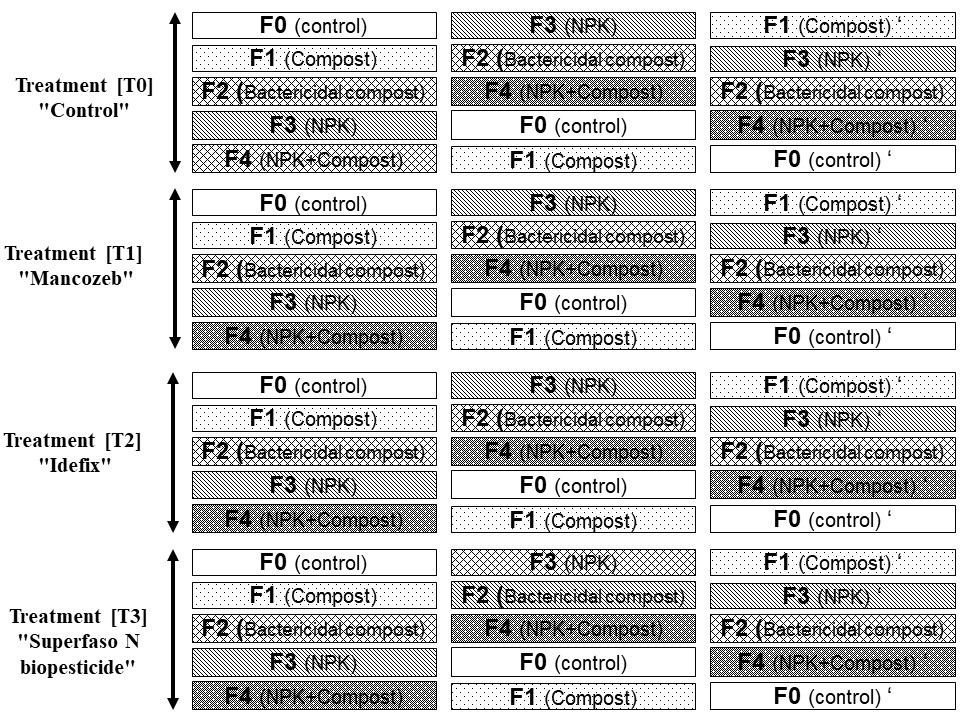 F0 (control) F3 (NPK) F1 (Compost) ‘
F1 (Compost) F2 (Bactericidal compost) F3 (NPK) ‘
Treatment [T0]
"Control"
F2 (Bactericidal compost) F4 (NPK+Compost) F2 (Bactericidal compost)
F3 (NPK) F0 (control) F4 (NPK+Compost) ‘
F4 (NPK+Compost) F1 (Compost) F0 (control) ‘
F0 (control) F3 (NPK) F1 (Compost) ‘
F1 (Compost) F2 (Bactericidal compost) F3 (NPK) ‘
Treatment [T1]
"Mancozeb"
F2 (Bactericidal compost) F4 (NPK+Compost) F2 (Bactericidal compost)
F3 (NPK) F0 (control) F4 (NPK+Compost) ‘
F4 (NPK+Compost) F1 (Compost) F0 (control) ‘
F0 (control) F3 (NPK) F1 (Compost) ‘
F1 (Compost) F2 (Bactericidal compost) F3 (NPK) ‘
Treatment [T2]
"Idefix"
F2 (Bactericidal compost) F4 (NPK+Compost) F2 (Bactericidal compost)
F3 (NPK) F0 (control) F4 (NPK+Compost) ‘
F4 (NPK+Compost) F1 (Compost) F0 (control) ‘
F0 (control) F3 (NPK) F1 (Compost) ‘
F1 (Compost) F2 (Bactericidal compost) F3 (NPK) ‘
Treatment [T3]
"Superfaso N
biopesticide"
F2 (Bactericidal compost) F4 (NPK+Compost) F2 (Bactericidal compost)
F3 (NPK) F0 (control) F4 (NPK+Compost) ‘
F4 (NPK+Compost) F1 (Compost) F0 (control) ‘